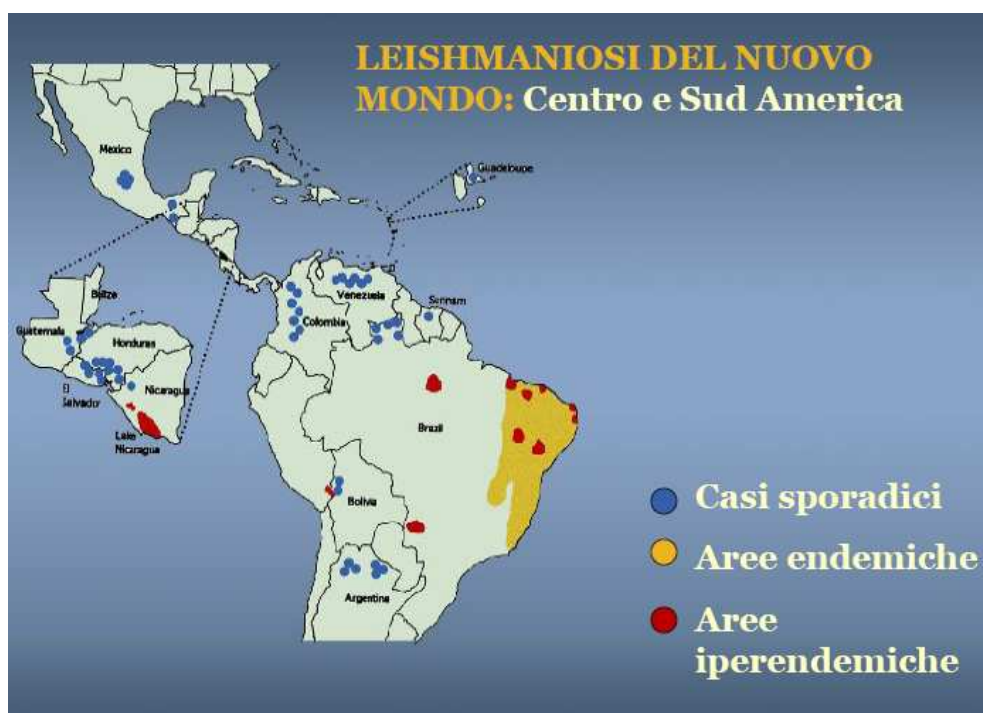 LEISHMANIOSI DEL NUOVO
MONDO: Centro e Sud America
Mexico
Guadeloupe
Belize
Guatemala
Honduras
El
Salvador
Nicaragua
Lake
Nicaragua
Venezuela
Surinam
Colombia
Brazil
Bolivia
Argentina
Casi sporadici
Aree endemiche
Aree
iperendemiche